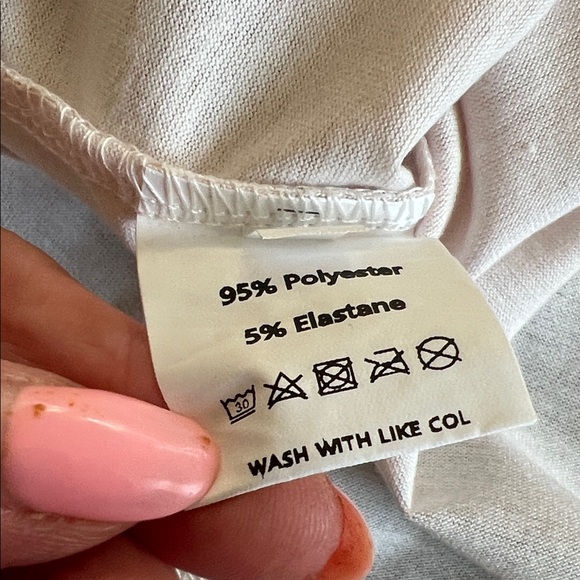 95% Polyester
5% Elastane
30
WASH WITH LIKE COL